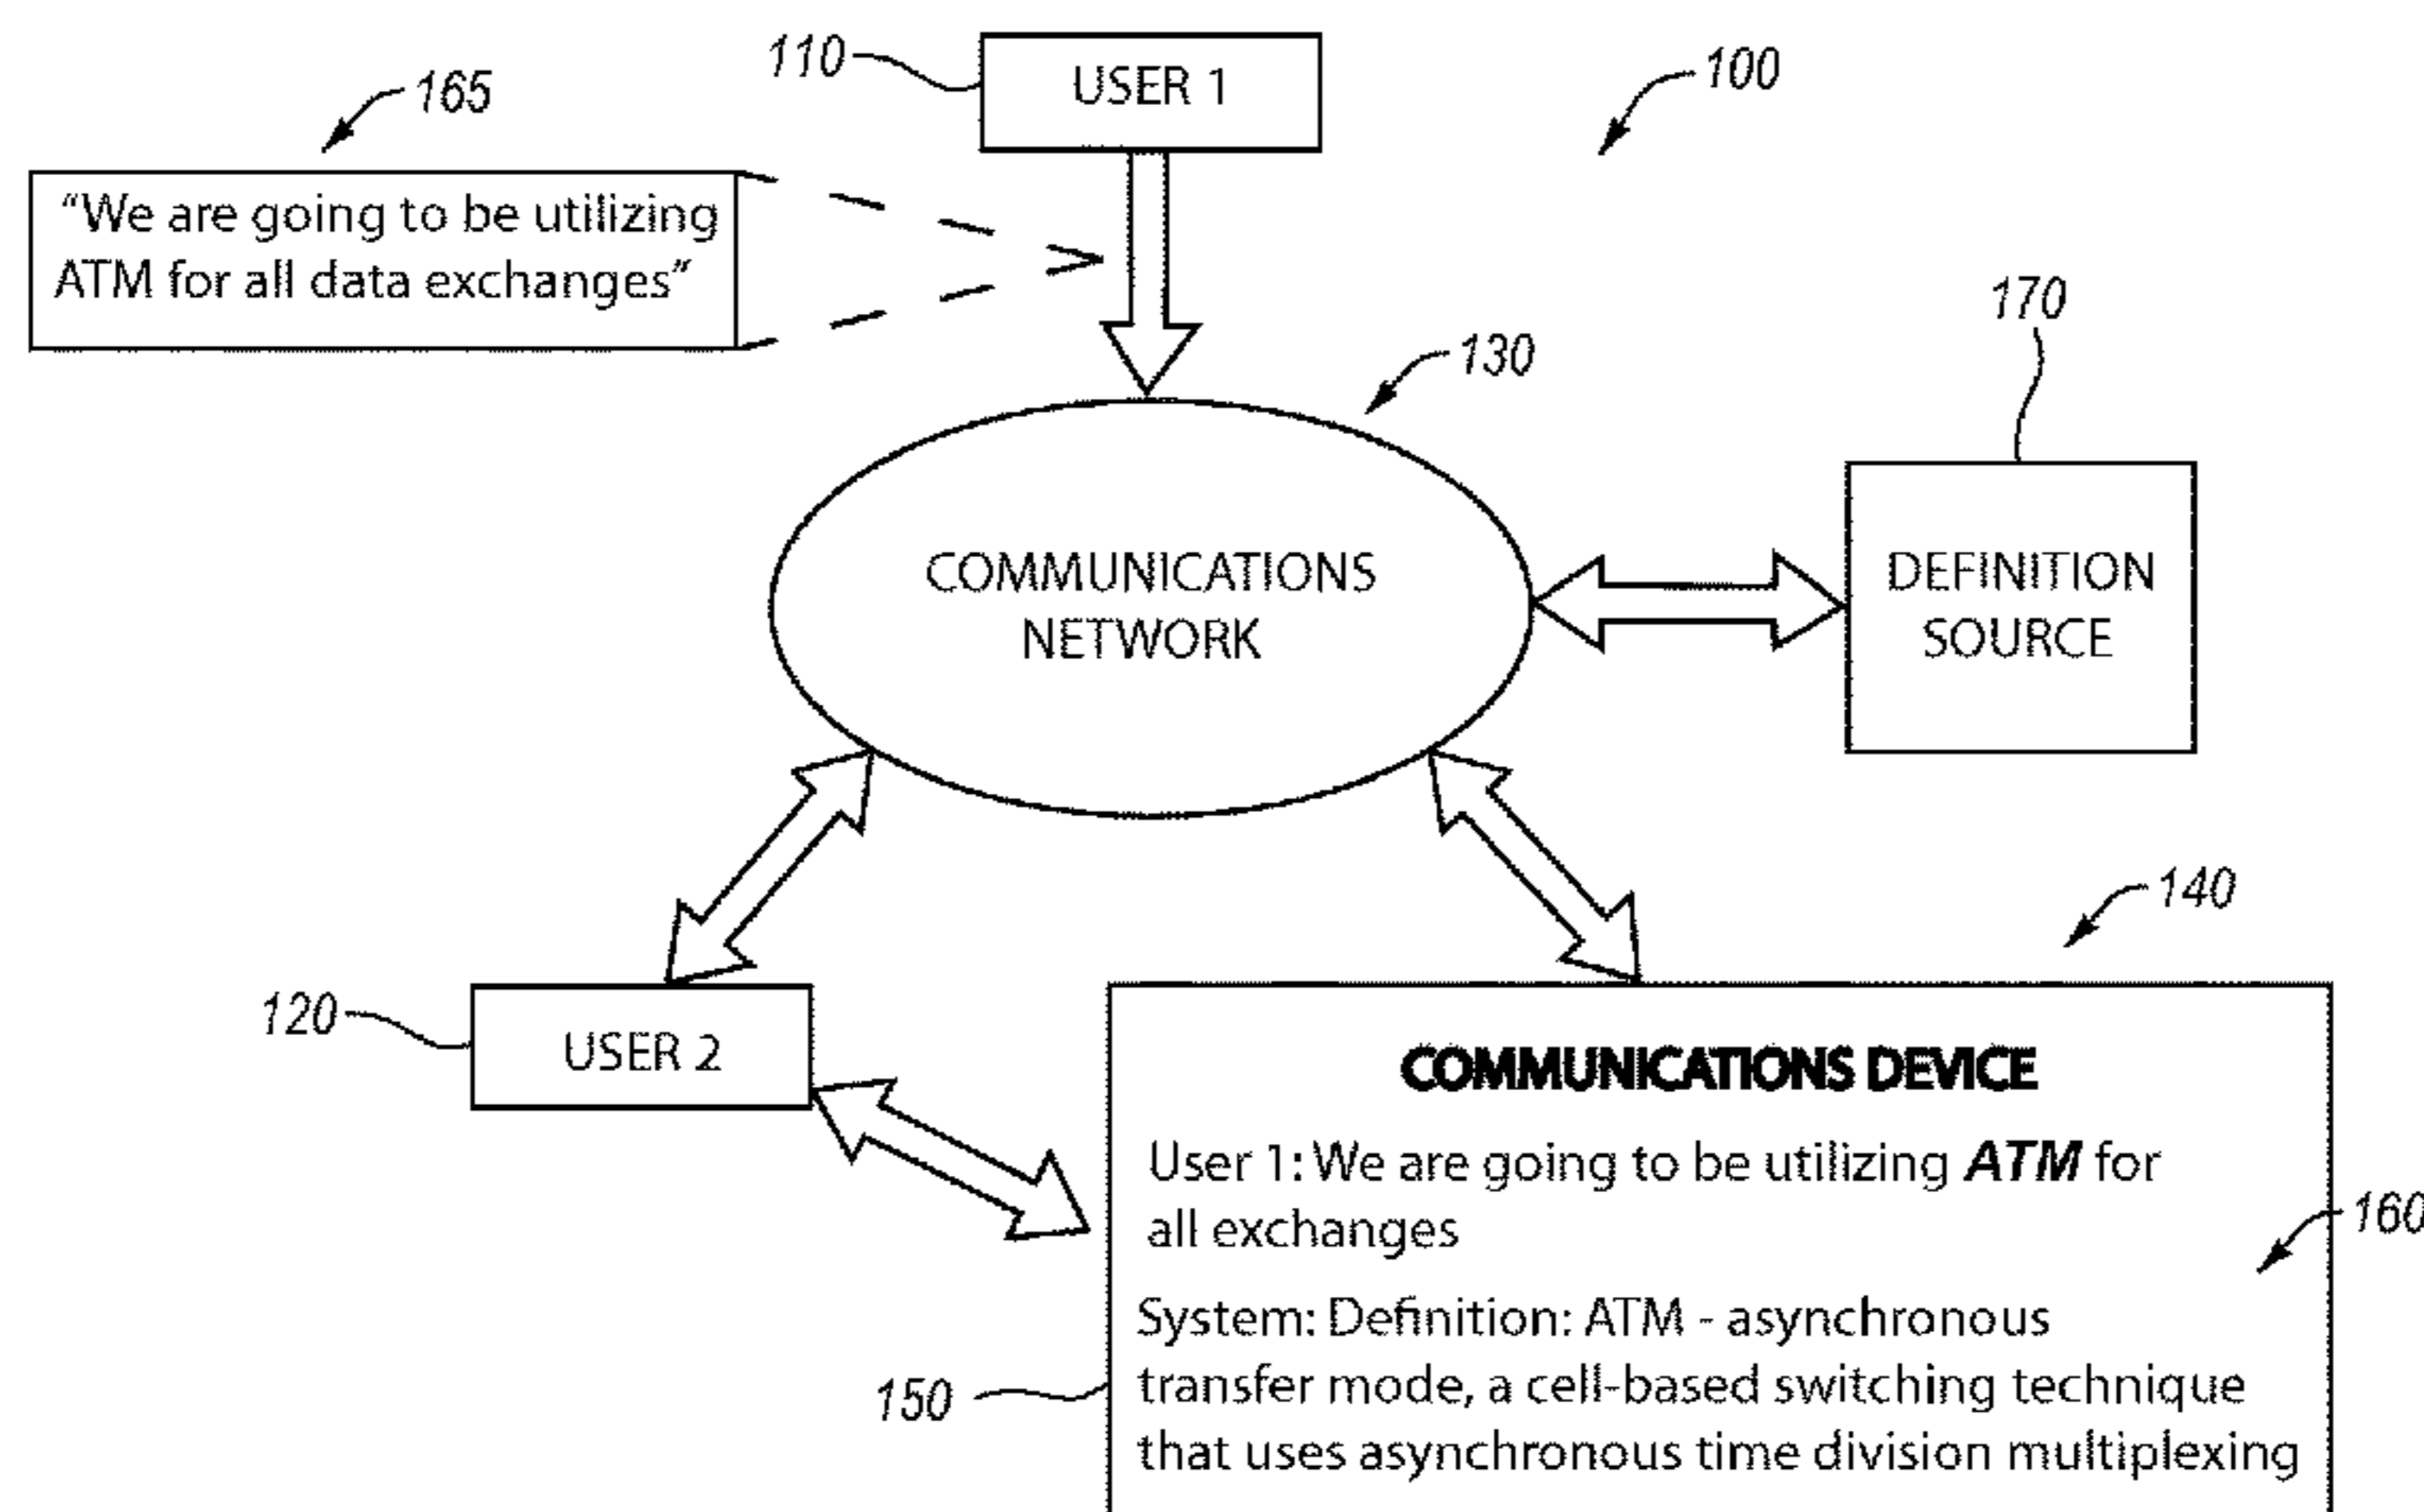 110
USER 1
100
165
"We are going to be utilizing
ATM for all data exchanges"
170
130
COMMUNICATIONS
NETWORK
DEFINITION
SOURCE
140
120
USER 2
COMMUNICATIONS DEVICE
User 1: We are going to be utilizing ATM for
all exchanges
160
System: Definition: ATM - asynchronous
transfer mode, a cell-based switching technique
that uses asynchronous time division multiplexing
150